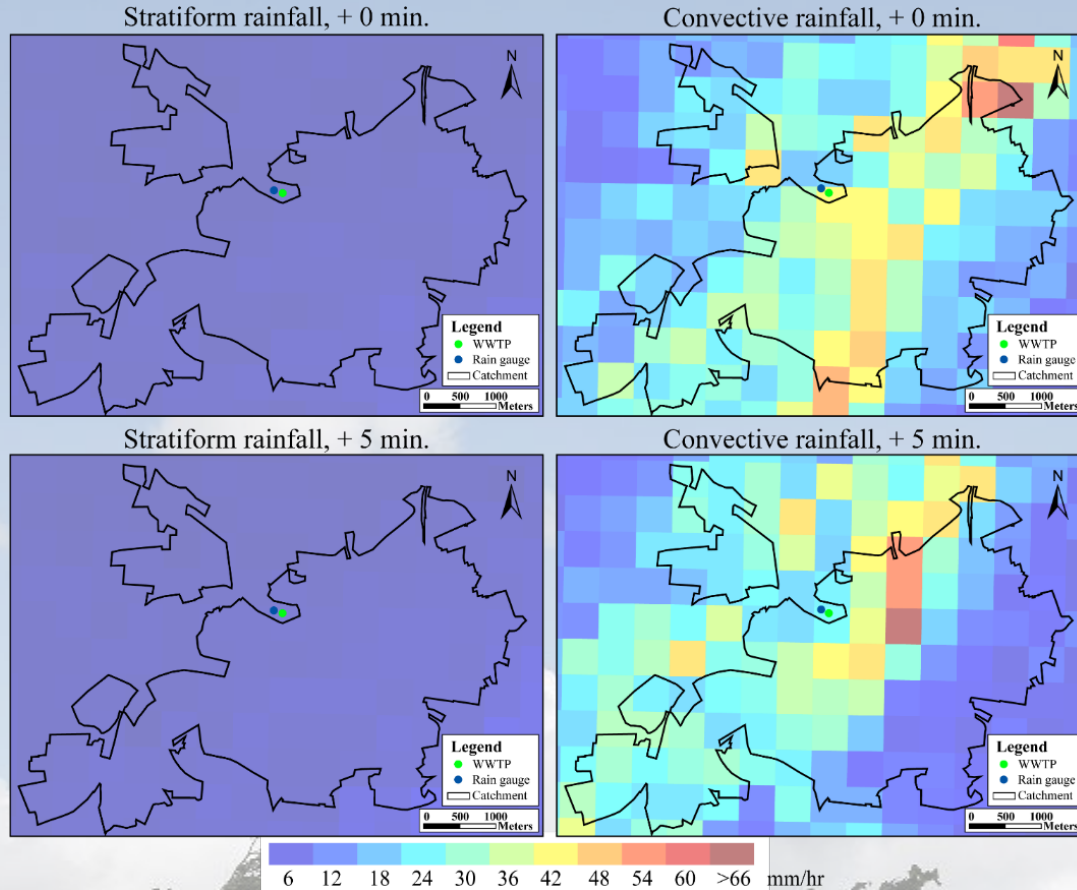 Stratiform rainfall, + 0 min.
N
Legend
WWTP
Rain gauge
Catchment
0 500 1000
Meters
Convective rainfall, + 0 min.
N
Legend
WWTP
Rain gauge
Catchment
0 500 1000
Meters
Stratiform rainfall, + 5 min.
N
Legend
WWTP
Rain gauge
Catchment
0 500 1000
Meters
Convective rainfall, + 5 min.
N
Legend
WWTP
Rain gauge
Catchment
0 500 1000
Meters
6 12 18 24 30 36 42 48 54 60 >66 mm/hr